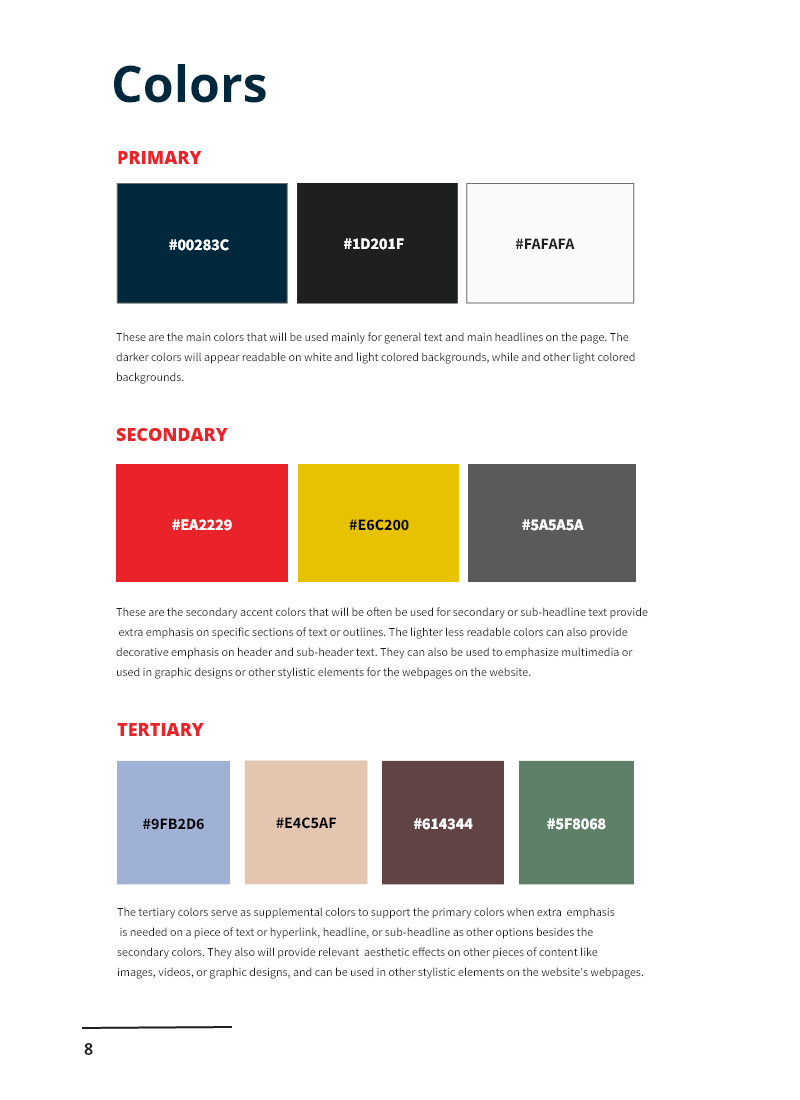 Colors
PRIMARY
#00283C
#1D201F
#FAFAFA
These are the main colors that will be used mainly for general text and main headlines on the page. The
darker colors will appear readable on white and light colored backgrounds, while and other light colored
backgrounds.
SECONDARY
#EA2229
#E6C200
#5A5A5A
These are the secondary accent colors that will be often be used for secondary or sub-headline text provide
extra emphasis on specific sections of text or outlines. The lighter less readable colors can also provide
decorative emphasis on header and sub-header text. They can also be used to emphasize multimedia or
used in graphic designs or other stylistic elements for the webpages on the website.
TERTIARY
#9FB2D6
#E4C5AF
#614344
#5F8068
The tertiary colors serve as supplemental colors to support the primary colors when extra emphasis
is needed on a piece of text or hyperlink, headline, or sub-headline as other options besides the
secondary colors. They also will provide relevant aesthetic effects on other pieces of content like
images, videos, or graphic designs, and can be used in other stylistic elements on the website's webpages.
8